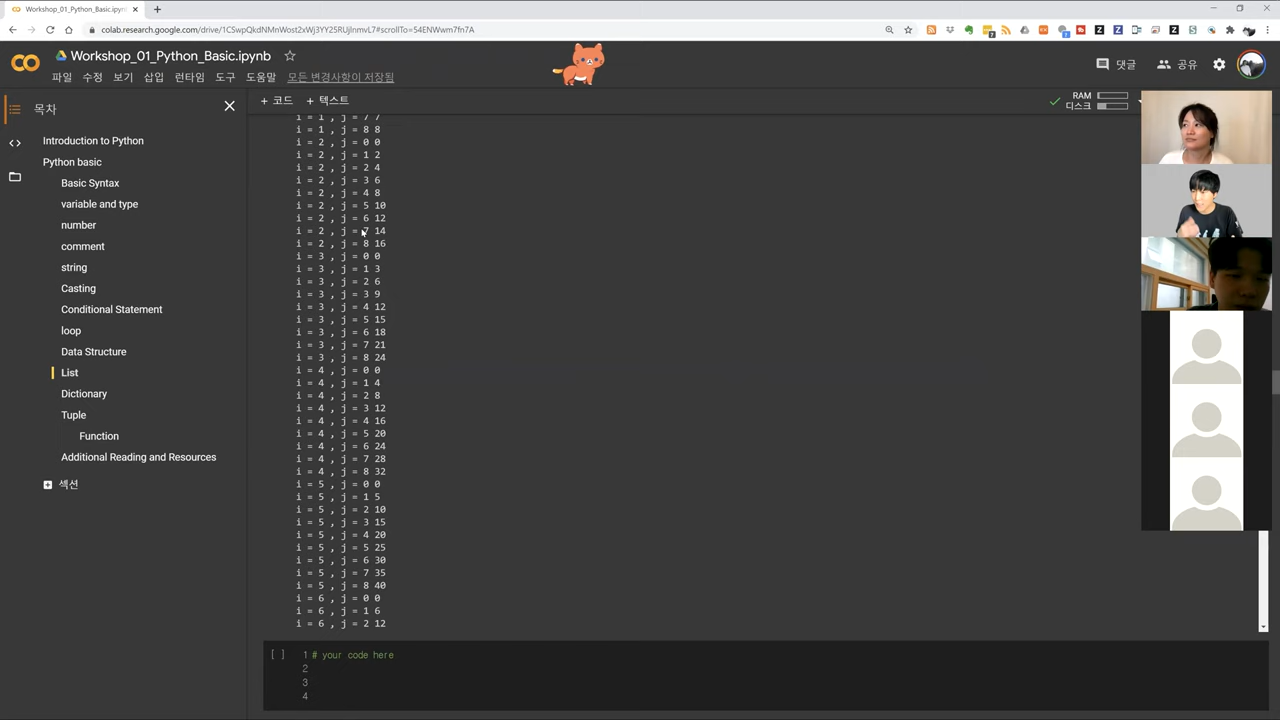 Workshop_01_Python_Basic.ipynb
colab.research.google.com/drive/1CSwpQkdNMnWost2xWj3YY25RUjlnmvL7#scrollTo=54ENWwm7fn7A
Workshop_01_Python_Basic.ipynb
파일 수정 보기 삽입 런타임 도구 도움말 모든 변경사항이 저장됨
댓글 공유
+ 코드 + 텍스트
RAM
디스크
목차
Introduction to Python
Python basic
Basic Syntax
variable and type
number
comment
string
Casting
Conditional Statement
loop
Data Structure
List
Dictionary
Tuple
Function
Additional Reading and Resources
섹션
i = 1 , j = 7 7
i = 1 , j = 8 8
i = 2 , j = 0 0
i = 2 , j = 1 2
i = 2 , j = 2 4
i = 2 , j = 3 6
i = 2 , j = 4 8
i = 2 , j = 5 10
i = 2 , j = 6 12
i = 2 , j = 7 14
i = 2 , j = 8 16
i = 3 , j = 0 0
i = 3 , j = 1 3
i = 3 , j = 2 6
i = 3 , j = 3 9
i = 3 , j = 4 12
i = 3 , j = 5 15
i = 3 , j = 6 18
i = 3 , j = 7 21
i = 3 , j = 8 24
i = 4 , j = 0 0
i = 4 , j = 1 4
i = 4 , j = 2 8
i = 4 , j = 3 12
i = 4 , j = 4 16
i = 4 , j = 5 20
i = 4 , j = 6 24
i = 4 , j = 7 28
i = 4 , j = 8 32
i = 5 , j = 0 0
i = 5 , j = 1 5
i = 5 , j = 2 10
i = 5 , j = 3 15
i = 5 , j = 4 20
i = 5 , j = 5 25
i = 5 , j = 6 30
i = 5 , j = 7 35
i = 5 , j = 8 40
i = 6 , j = 0 0
i = 6 , j = 1 6
i = 6 , j = 2 12
[ ] 1 # your code here
2
3
4